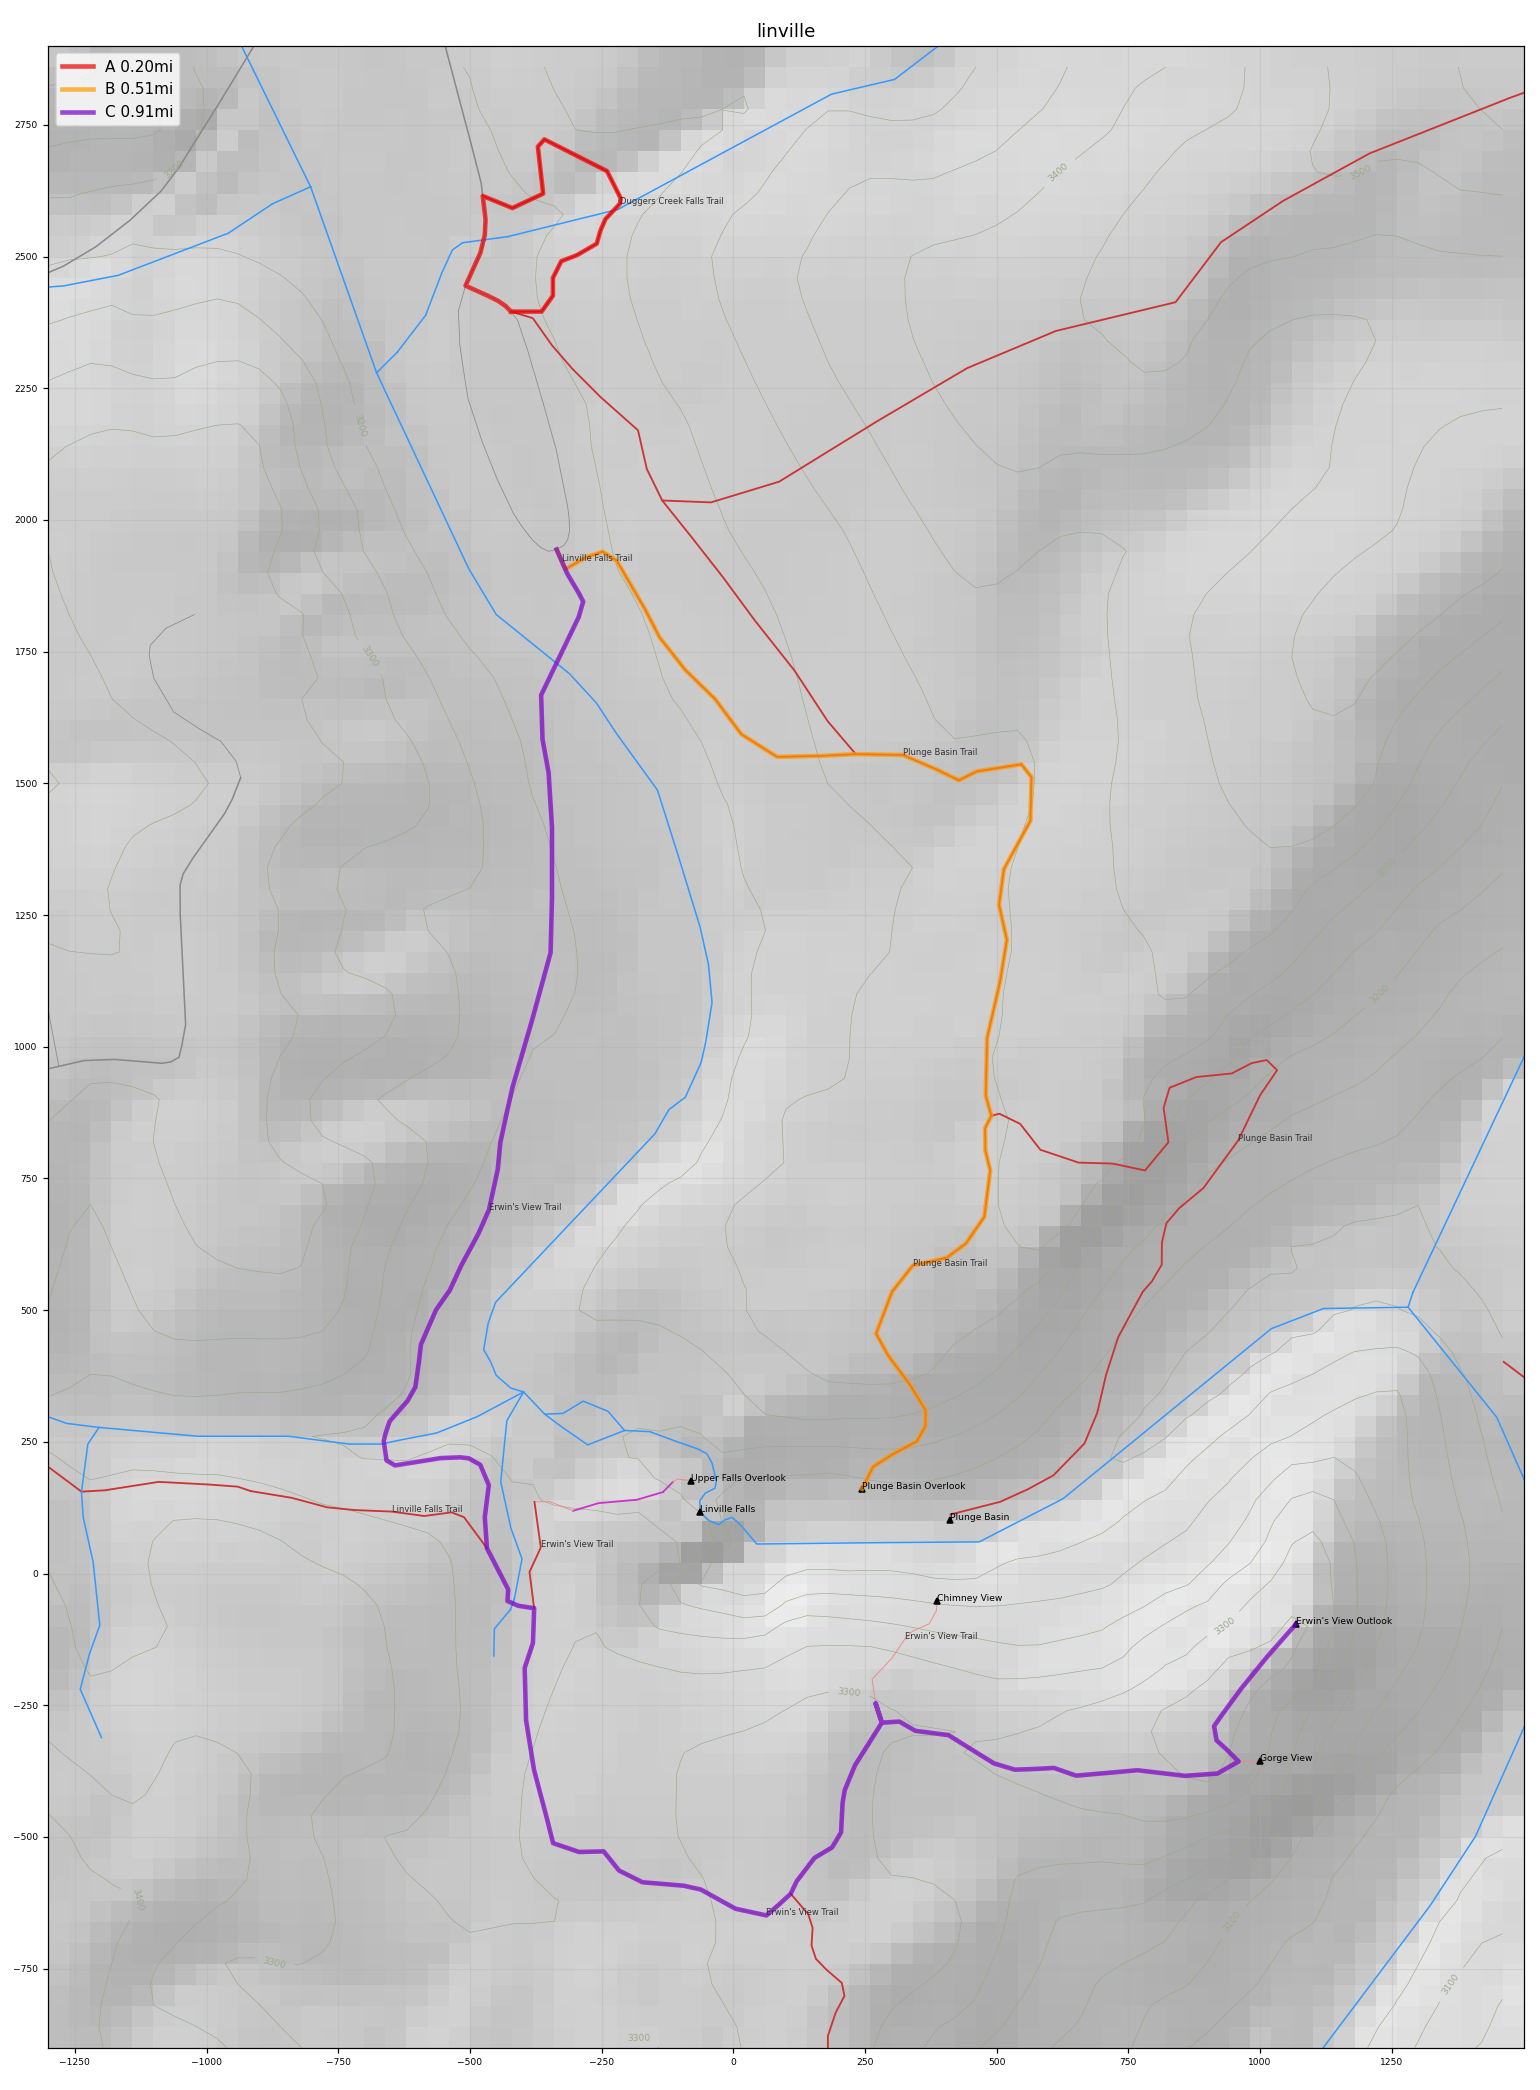 linville
A 0.20mi
B 0.51mi
C 0.91mi
2750
2500
2250
2000
1750
1500
1250
1000
750
500
250
0
−250
−500
−750
3400
Duggers Creek Falls Trail
3200
Linville Falls Trail
3300
Plunge Basin Trail
3200
Plunge Basin Trail
Erwin's View Trail
Plunge Basin Trail
Upper Falls Overlook
Plunge Basin Overlook
Linville Falls Trail
Linville Falls
Plunge Basin
Erwin's View Trail
Chimney View
Erwin's View Outlook
3300
Erwin's View Trail
3300
Gorge View
3400
Erwin's View Trail
3100
3300
3100
3300
−1250
−1000
−750
−500
−250
0
250
500
750
1000
1250